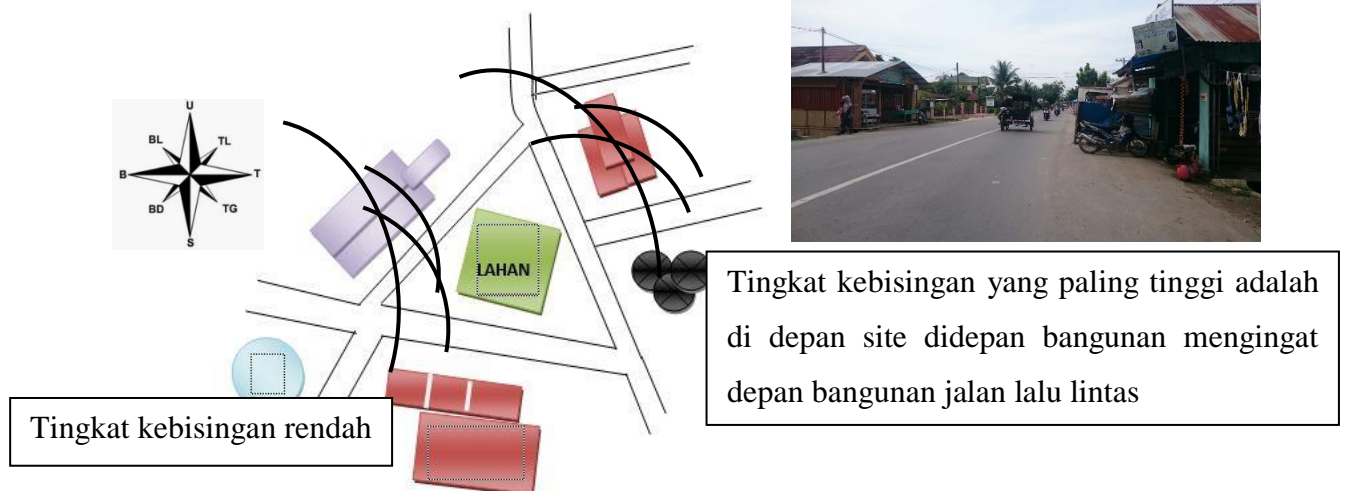 U
BL TL
B T
BD TG
S
LAHAN
Tingkat kebisingan yang paling tinggi adalah
di depan site didepan bangunan mengingat
depan bangunan jalan lalu lintas
Tingkat kebisingan rendah